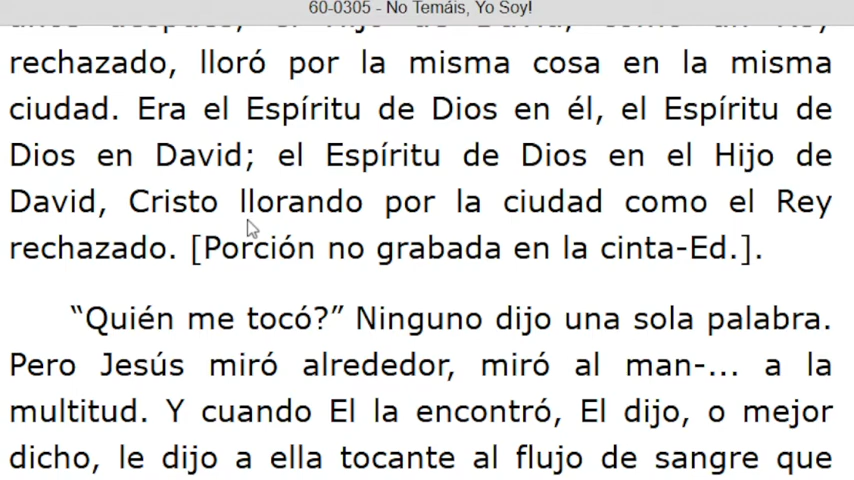 60-0305 - No Temáis, Yo Soy!
rechazado, lloró por la misma cosa en la misma
ciudad. Era el Espíritu de Dios en él, el Espíritu de
Dios en David; el Espíritu de Dios en el Hijo de
David, Cristo llorando por la ciudad como el Rey
rechazado. [Porción no grabada en la cinta-Ed.].
“Quién me tocó?” Ninguno dijo una sola palabra.
Pero Jesús miró alrededor, miró al man-... a la
multitud. Y cuando El la encontró, El dijo, o mejor
dicho, le dijo a ella tocante al flujo de sangre que